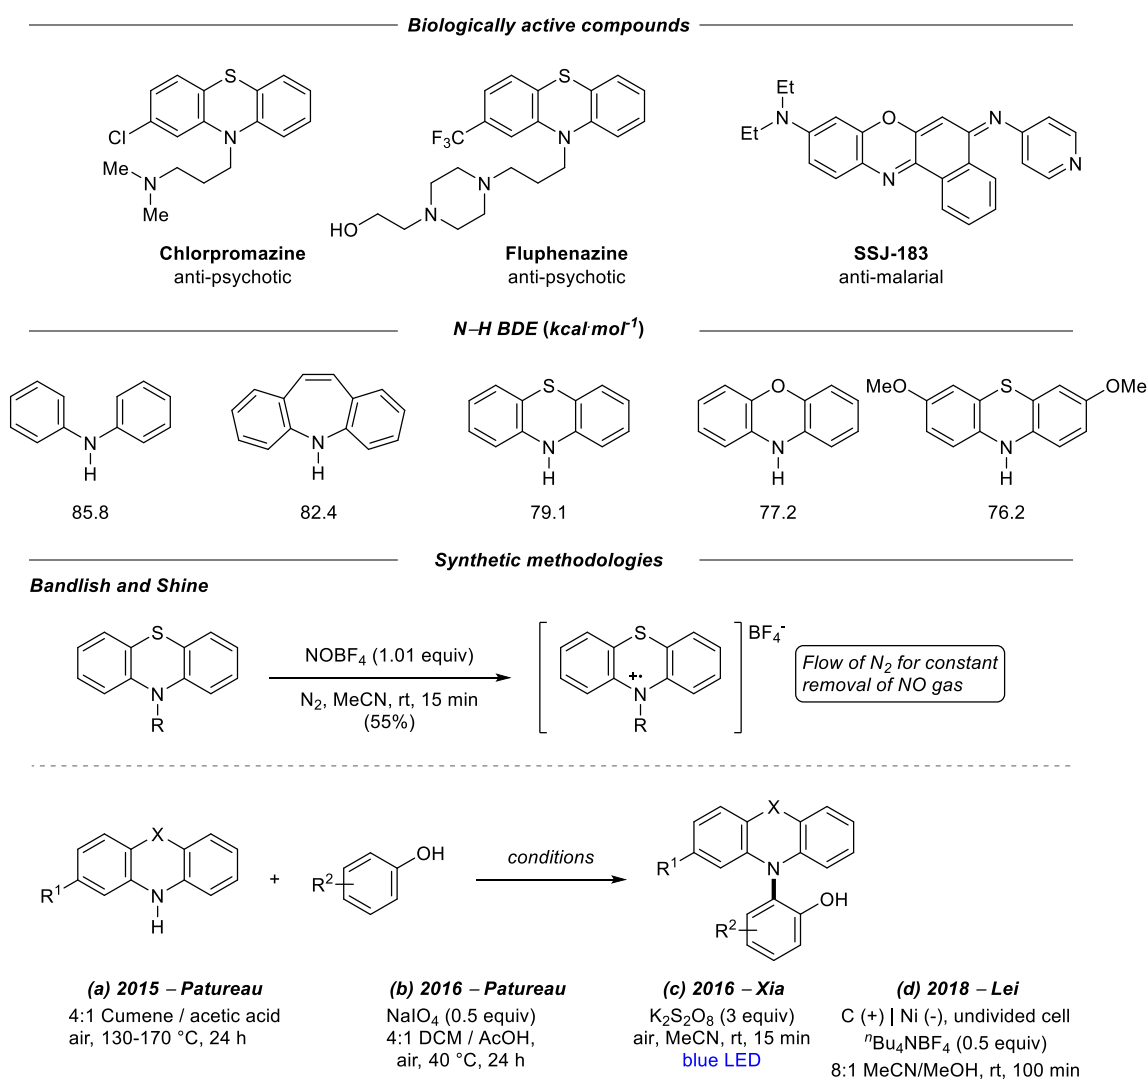 Biologically active compounds
S
Cl
N
Me
N
Me
S
F3C
N
N
N
HO
Et
N
Et
O
N
N
N
Chlorpromazine
anti-psychotic
Fluphenazine
anti-psychotic
SSJ-183
anti-malarial
N–H BDE (kcal·mol-1)
N
H
N
H
S
N
H
O
N
H
MeO
S
OMe
N
H
85.8
82.4
79.1
77.2
76.2
Synthetic methodologies
Bandlish and Shine
S
N
R
NOBF4 (1.01 equiv)
N2, MeCN, rt, 15 min
(55%)
S
+·
N
R
BF4-
Flow of N2 for constant
removal of NO gas
X
R1
N
H
+
R2
OH
conditions
X
R
N
R2
OH
(a) 2015 – Patureau
4:1 Cumene / acetic acid
air, 130-170 °C, 24 h
(b) 2016 – Patureau
NaIO4 (0.5 equiv)
4:1 DCM / AcOH,
air, 40 °C, 24 h
(c) 2016 – Xia
K2S2O8 (3 equiv)
air, MeCN, rt, 15 min
blue LED
(d) 2018 – Lei
C (+) | Ni (-), undivided cell
nBu4NBF4 (0.5 equiv)
8:1 MeCN/MeOH, rt, 100 min